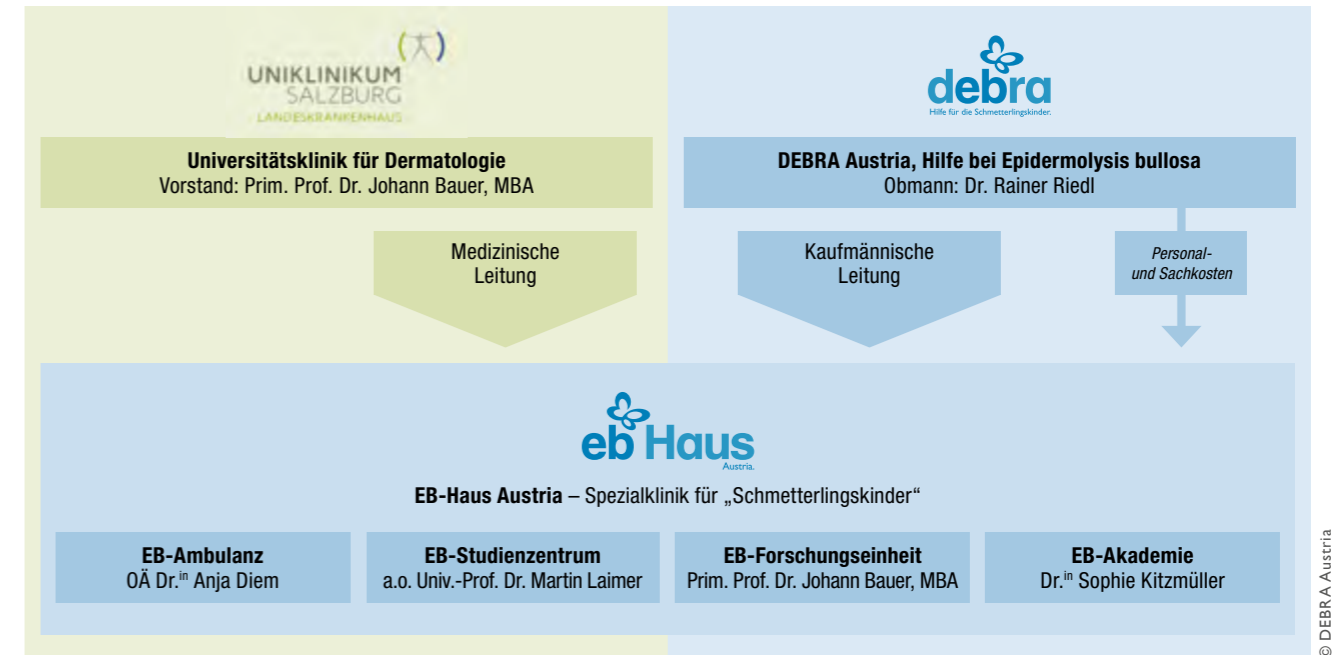 UNIKLINIKUM
SALZBURG
LANDESKRANKENHAUS
debra
Hilfe für die Schmetterlingskinder.
Universitätsklinik für Dermatologie
Vorstand: Prim. Prof. Dr. Johann Bauer, MBA
DEBRA Austria, Hilfe bei Epidermolysis bullosa
Obmann: Dr. Rainer Riedl
Medizinische
Leitung
Kaufmännische
Leitung
Personal-
und Sachkosten
eb Haus
Austria.
EB-Haus Austria – Spezialklinik für „Schmetterlingskinder“
EB-Ambulanz
OÄ Dr.in Anja Diem
EB-Studienzentrum
a.o. Univ.-Prof. Dr. Martin Laimer
EB-Forschungseinheit
Prim. Prof. Dr. Johann Bauer, MBA
EB-Akademie
Dr.in Sophie Kitzmüller
© DEBRA Austria